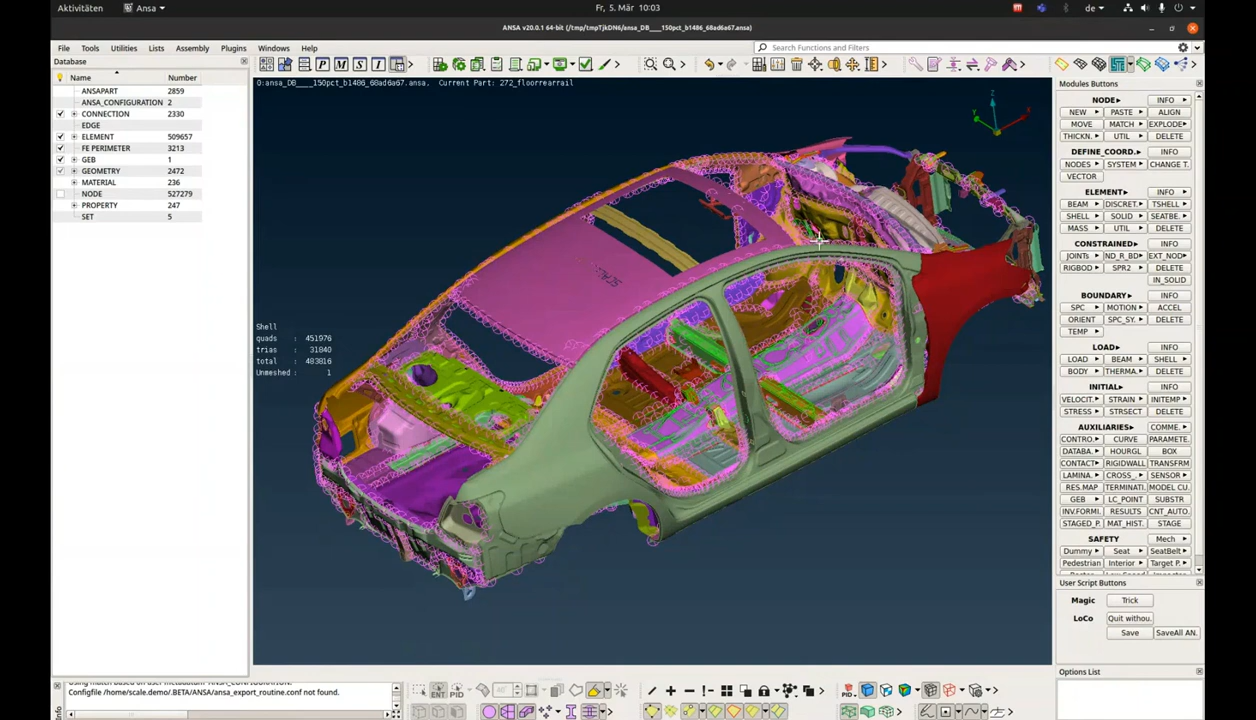 Aktivitäten
Ansa
Fr, 5. Mär 10:03
de
ANSA v20.0.1 64-bit (/tmp/tmpTjkDN6/ansa_DB___150pct_b1486_68ad6a67.ansa)
File Tools Utilities Lists Assembly Plugins Windows Help
Search Functions and Filters
Database
Name Number
ANSAPART 2859
ANSA_CONFIGURATION 2
CONNECTION 2330
EDGE
ELEMENT 509657
FE PERIMETER 3213
GEB 1
GEOMETRY 2472
MATERIAL 236
NODE 527279
PROPERTY 247
SET 5
0:ansa_DB___150pct_b1486_68ad6a67.ansa. Current Part: 272_floorrearrail
Shell
quads : 451976
trias : 31840
total : 483816
Unmeshed : 1
SCALE
Modules Buttons
NODE INFO
NEW PASTE ALIGN
MOVE MATCH EXPLODE
THICKN. UTIL DELETE
DEFINE_COORD. INFO
NODES SYSTEM CHANGE T.
VECTOR
ELEMENT INFO
BEAM DISCRET. TSHELL
SHELL SOLID SEATBE.
MASS UTIL DELETE
CONSTRAINED INFO
JOINTS ND_R_BD EXT_NOD
RIGBOD SPR2 DELETE
IN_SOLID
BOUNDARY INFO
SPC MOTION ACCEL
ORIENT SPC_SY. DELETE
TEMP
LOAD INFO
LOAD BEAM SHELL
BODY THERMA. DELETE
INITIAL INFO
VELOCIT. STRAIN INITEMP
STRESS STRSECT DELETE
AUXILIARIES COMME.
CONTRO. CURVE PARAMETE.
DATABA. HOURGL BOX
CONTACT RIGIDWALL TRANSFRM
LAMINA. CROSS_. SENSOR
RES.MAP TERMINATI. MODEL CU.
GEB LC_POINT SUBSTR
INV.FORMI. RESULTS CNT_AUTO.
STAGED_P. MAT_HIST. STAGE
SAFETY Mech
Dummy Seat SeatBelt
Pedestrian Interior Target P.
User Script Buttons
Magic Trick
LoCo Quit withou.
Save SaveAll AN.
Options List
Configfile /home/scale.demo/.BETA/ANSA/ansa_export_routine.conf not found.
Info
ENT PID
PID